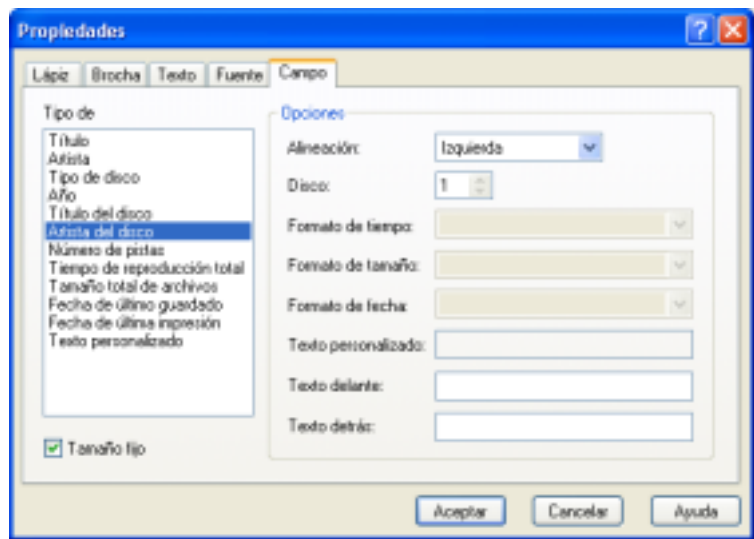 Propiedades
Lápiz Brocha Texto Fuente Campo
Tipo de
Título
Artista
Tipo de disco
Año
Título del disco
Artista del disco
Número de pistas
Tiempo de reproducción total
Tamaño total de archivos
Fecha de último guardado
Fecha de última impresión
Texto personalizado
Tamaño fijo
Opciones
Alineación: Izquierda
Disco: 1
Formato de tiempo:
Formato de tamaño:
Formato de fecha:
Texto personalizado:
Texto delante:
Texto detrás:
Aceptar Cancelar Ayuda